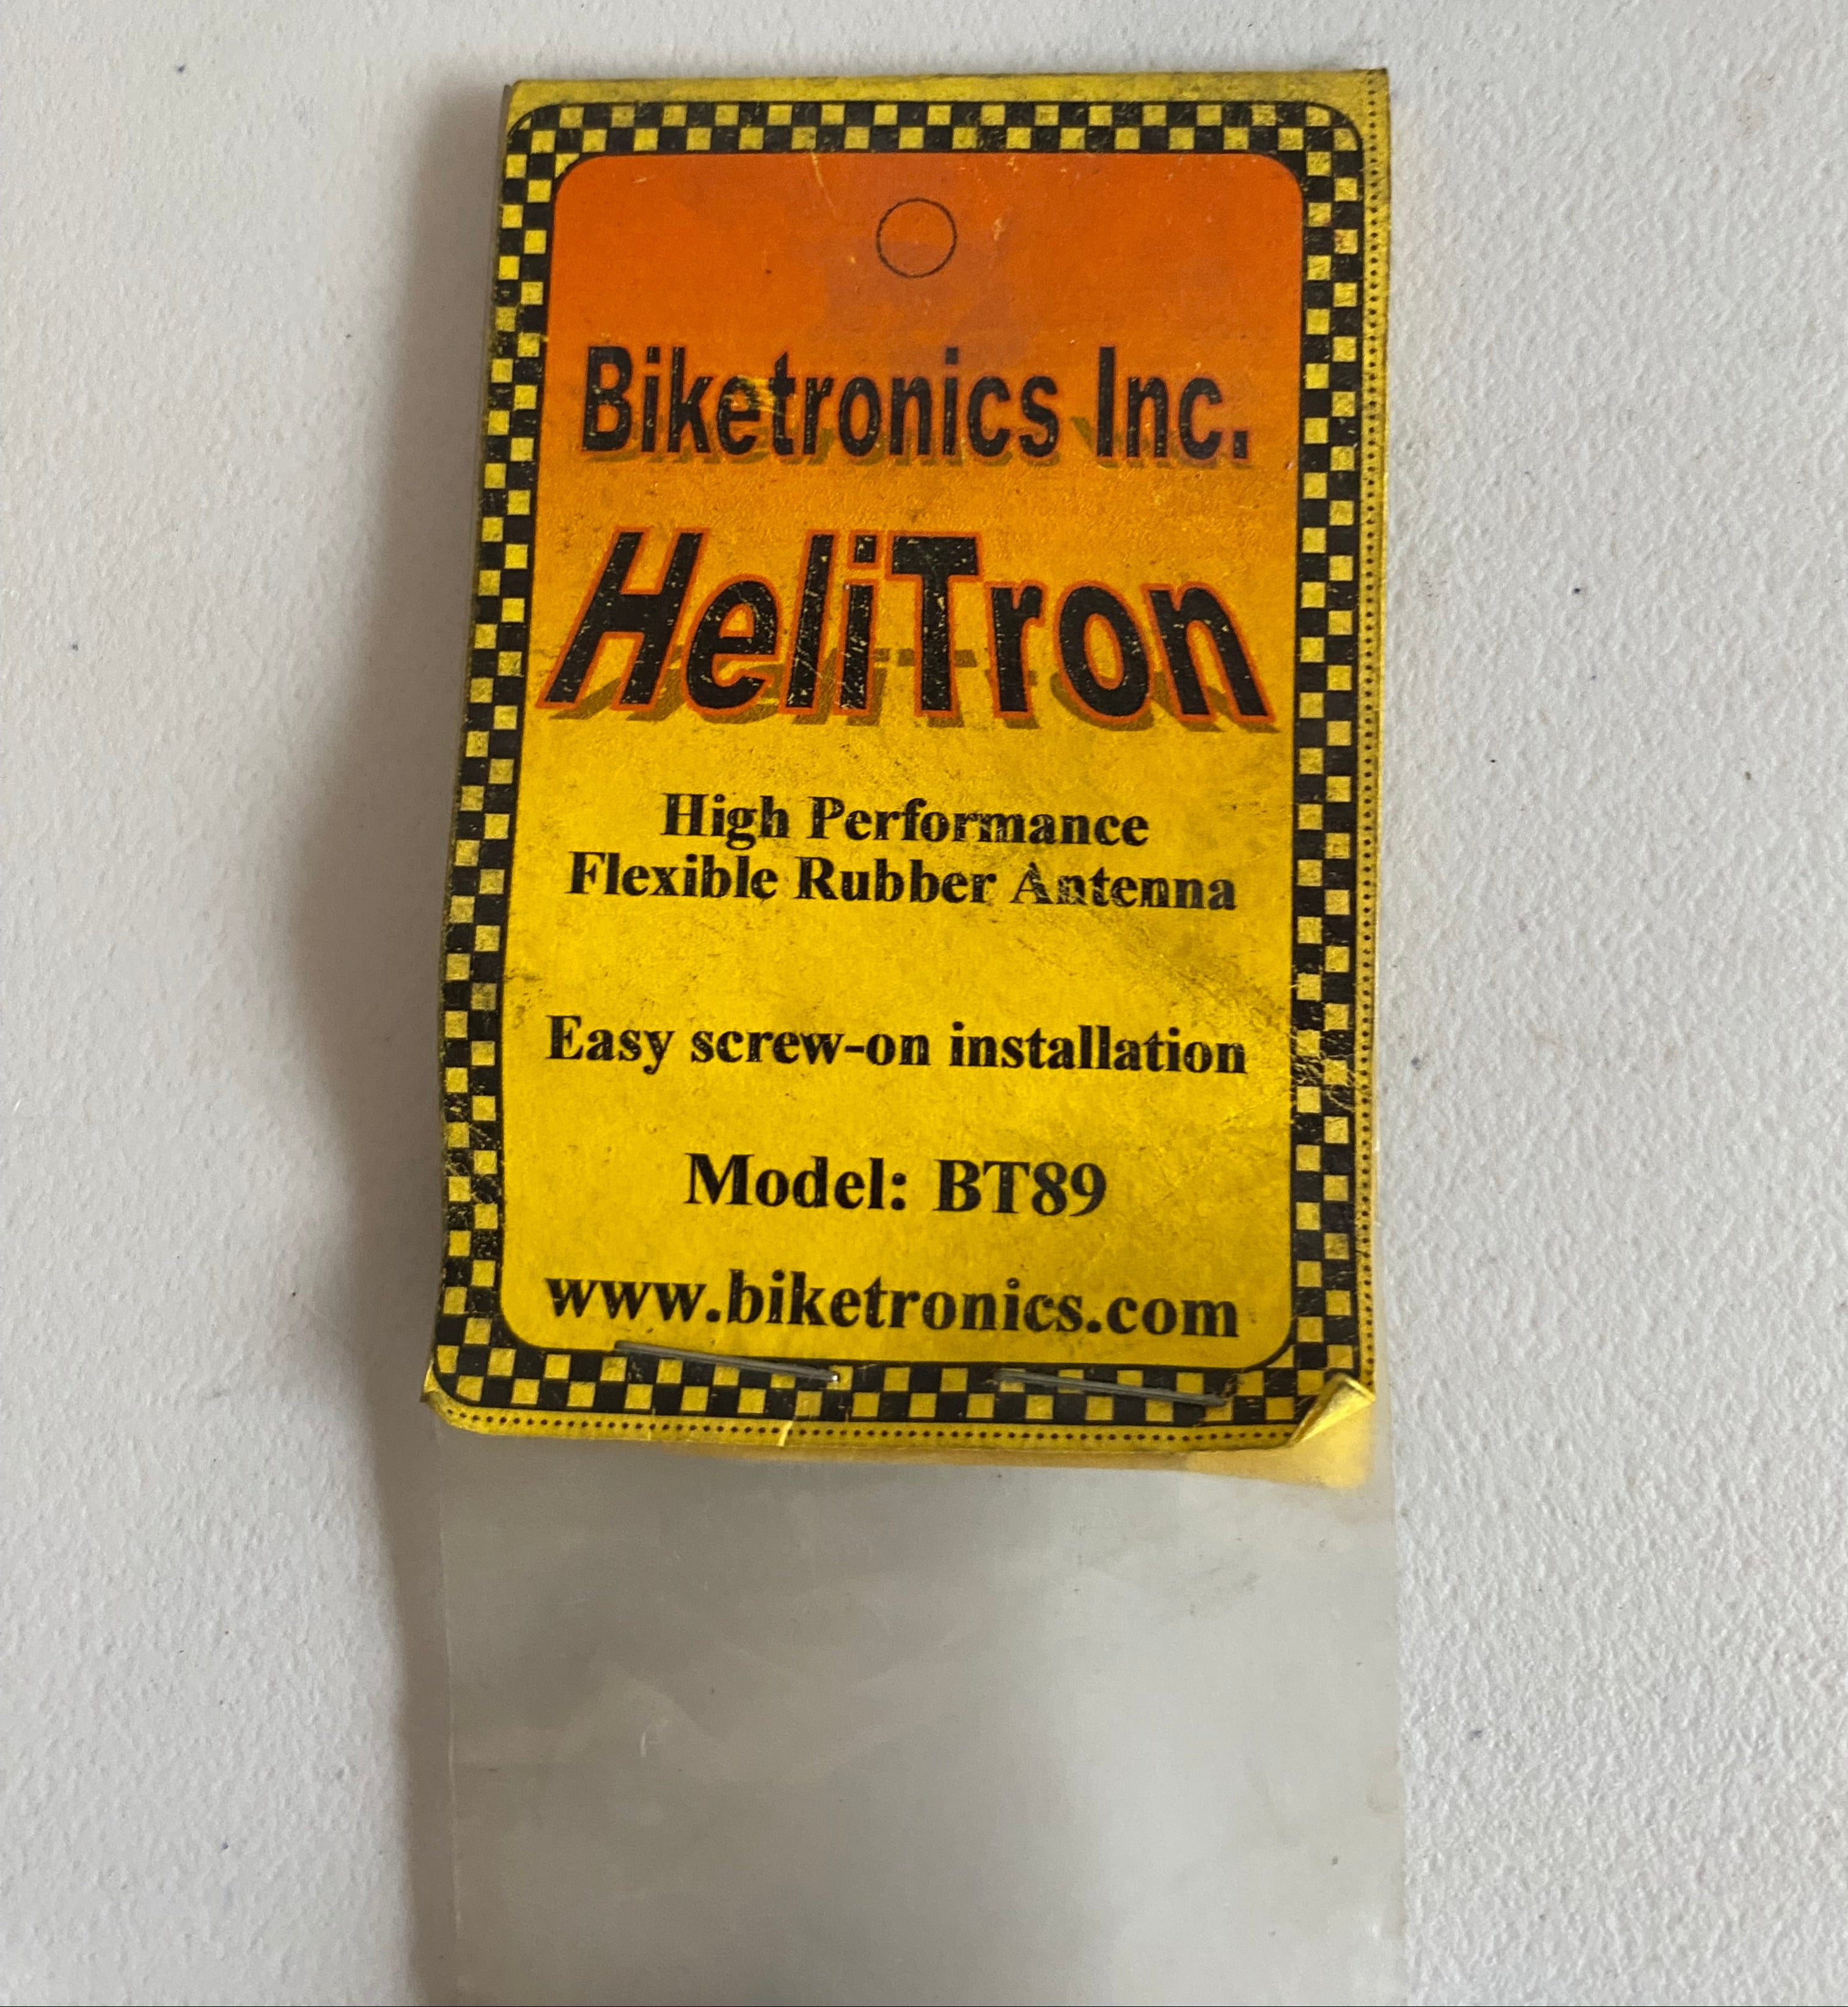 Biketronics Inc.
HeliTron
High Performance
Flexible Rubber Antenna
Easy screw-on installation
Model: BT89
www.biketronics.com